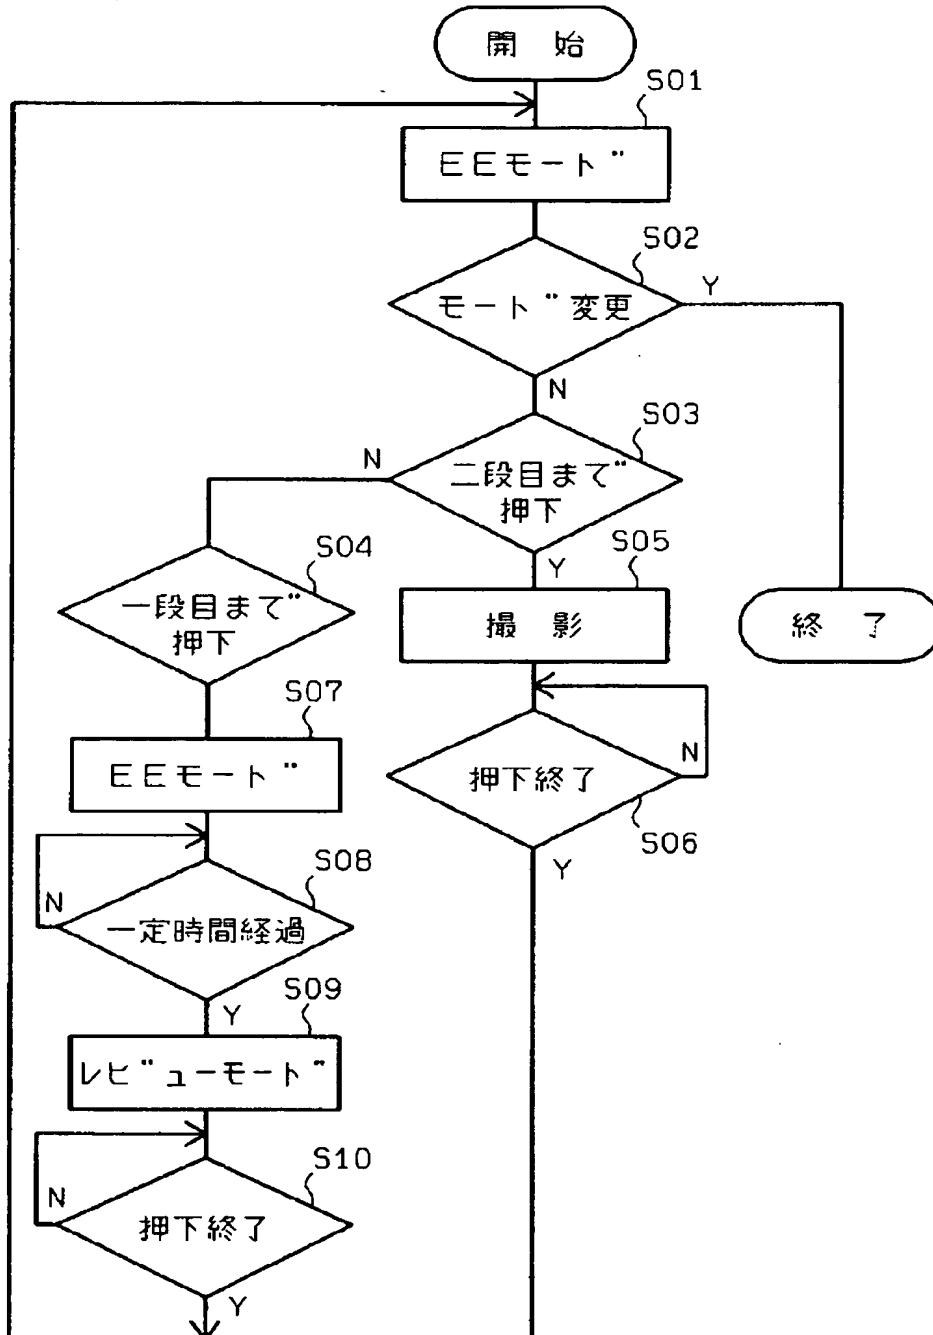 開 始
S01
EEモード
S02
モード変更
Y
N
S03
二段目まで
押下
N
Y
S04
一段目まで
押下
S05
撮 影
終 了
S07
EEモード
押下終了
N
S06
Y
S08
一定時間経過
N
Y
S09
レビューモード
S10
押下終了
N
Y